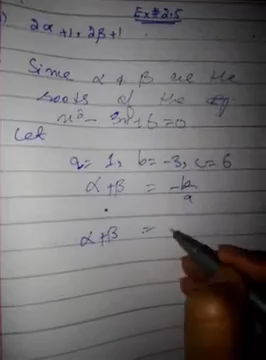 Ex # 2.5
) 2α+1, 2β+1
Since α & β are the
roots of the eq
x² - 3x + 6 = 0
Let
a = 1, b = -3, c = 6
α + β = -b/a
α + β =